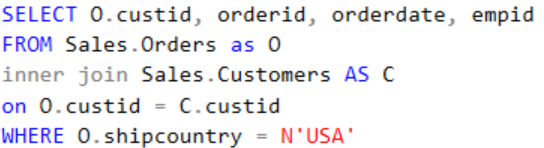 SELECT O.custid, orderid, orderdate, empid
FROM Sales.Orders as O
inner join Sales.Customers AS C
on O.custid = C.custid
WHERE O.shipcountry = N'USA'